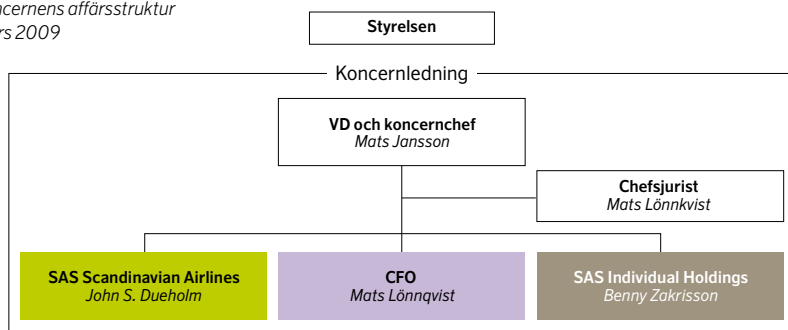 ncernens affärsstruktur
rs 2009
Styrelsen
Koncernledning
VD och koncernchef
Mats Jansson
Chefsjurist
Mats Lönnkvist
SAS Scandinavian Airlines
John S. Dueholm
CFO
Mats Lönnqvist
SAS Individual Holdings
Benny Zakrisson